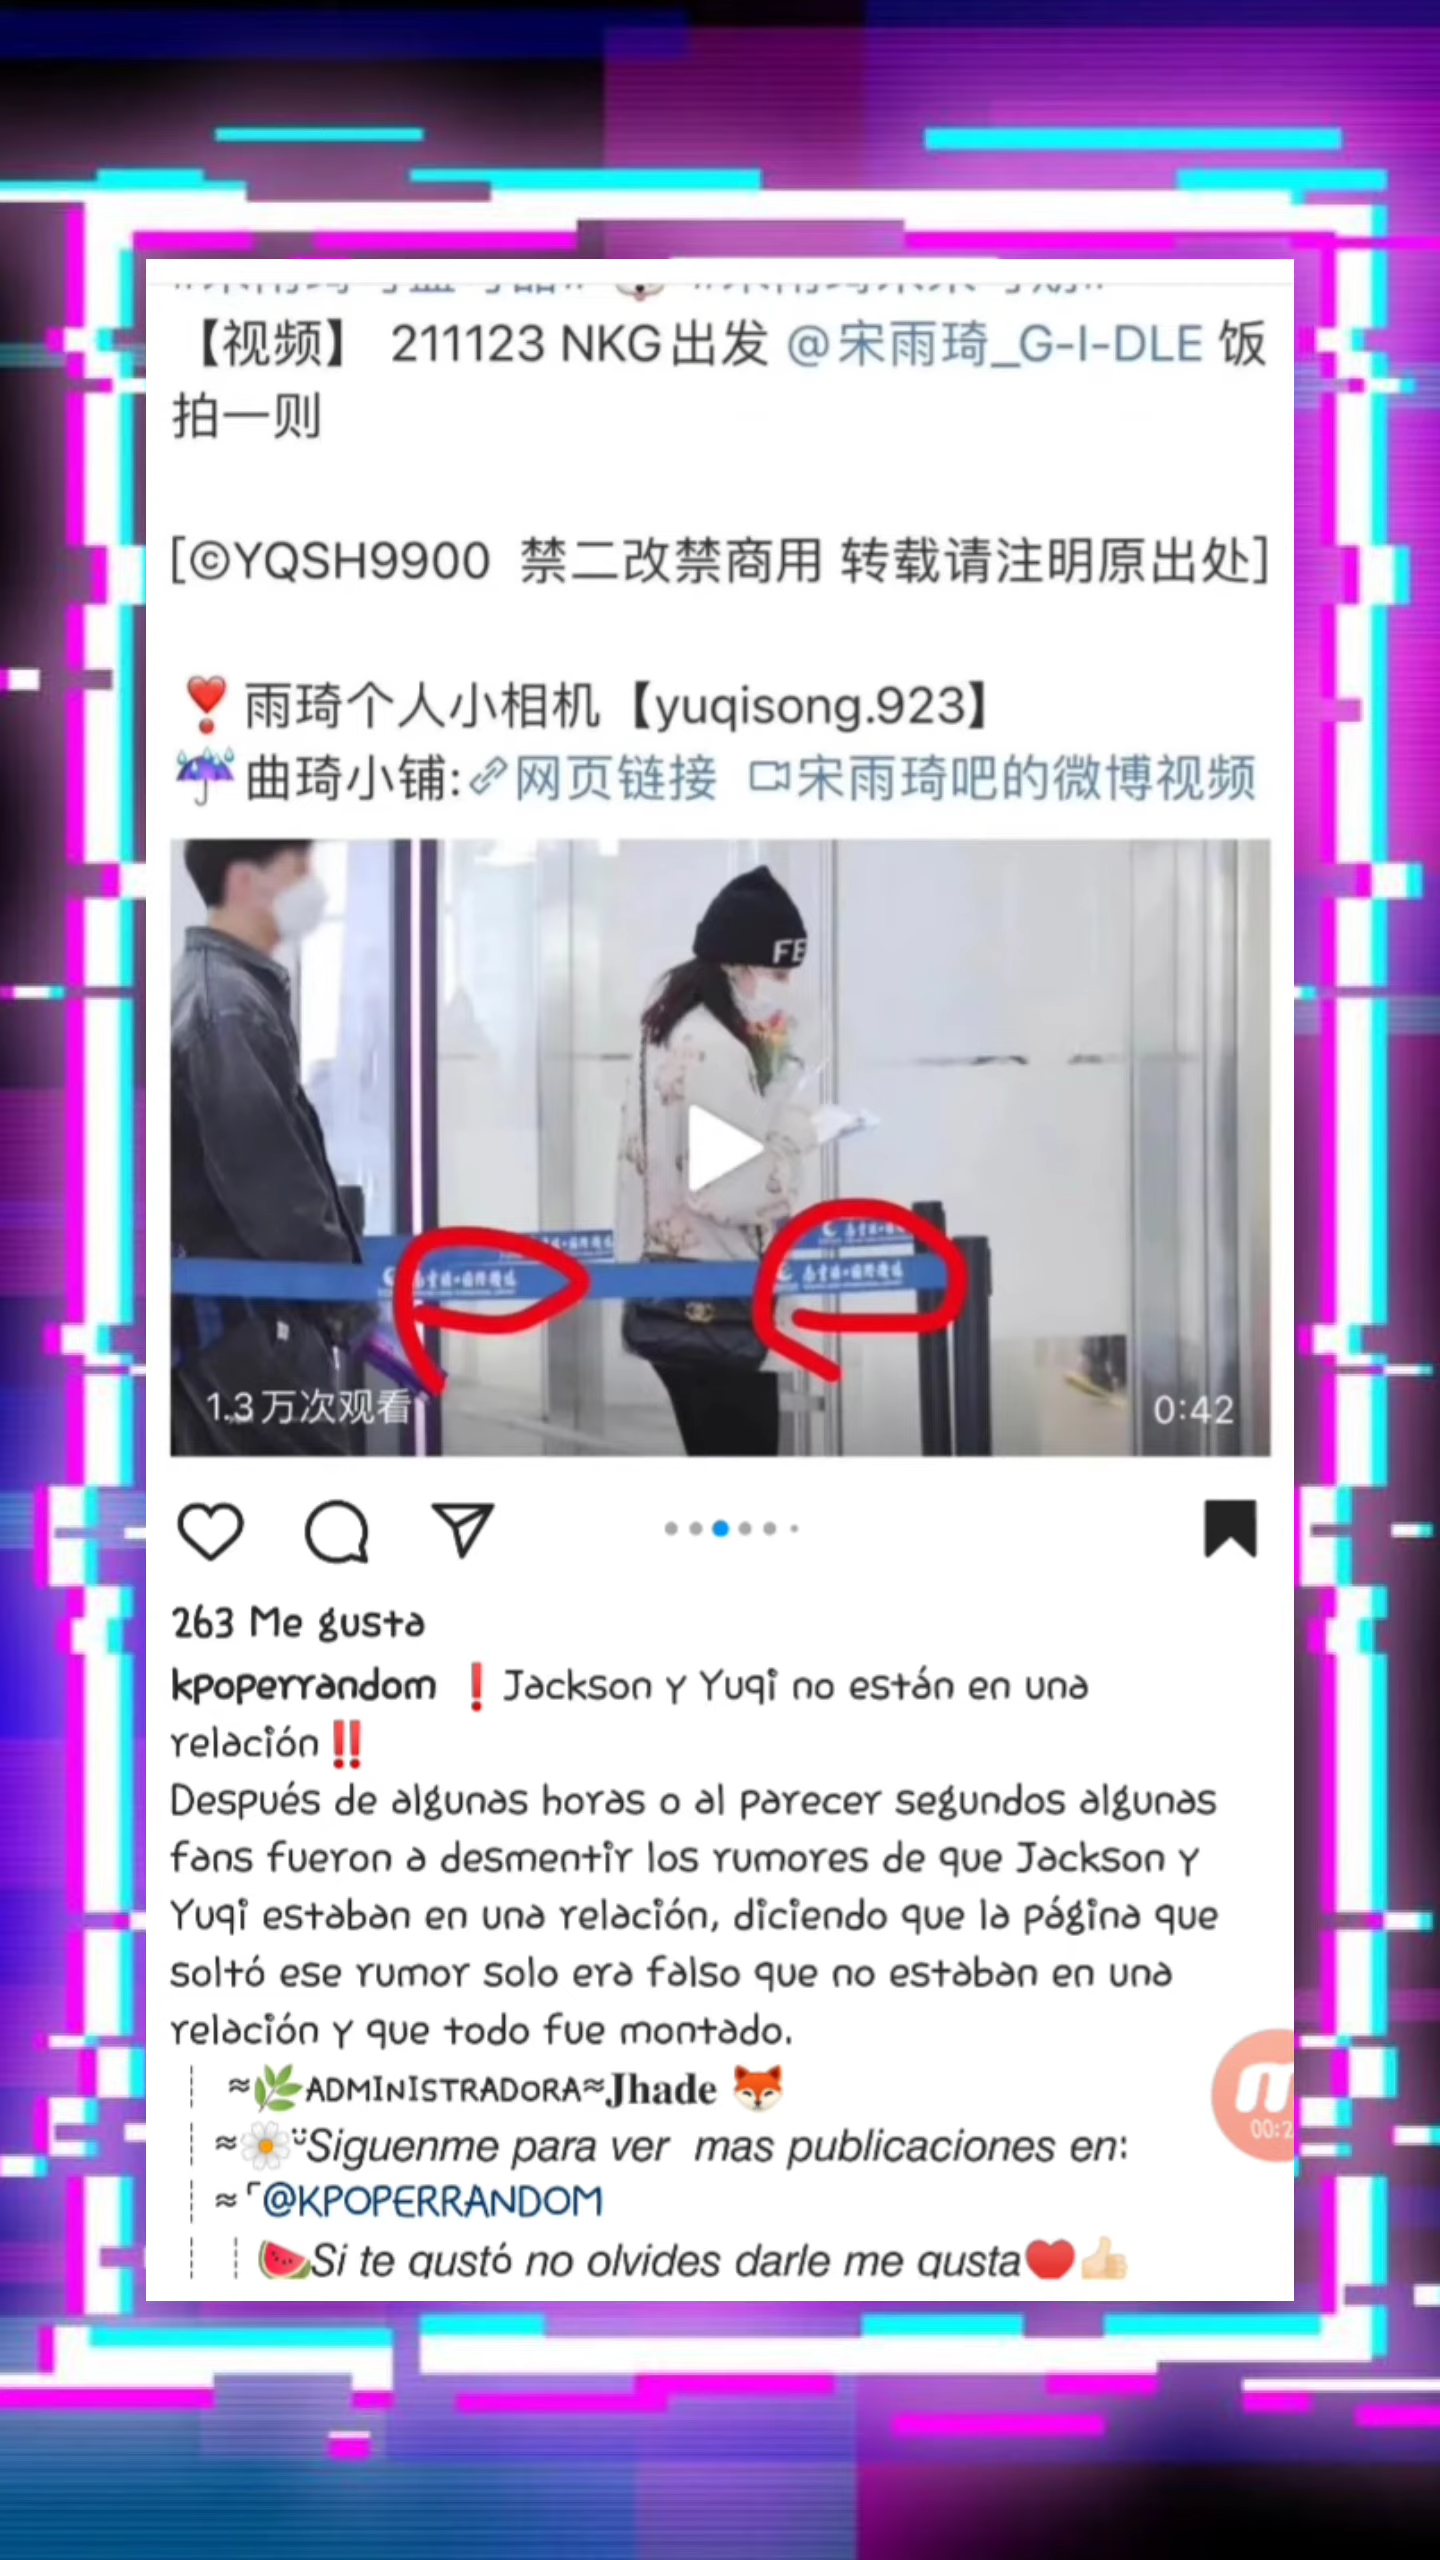 【视频】 211123 NKG出发 @宋雨琦_G-I-DLE 饭
拍一则
[©YQSH9900 禁二改禁商用 转载请注明原出处]
❣️雨琦个人小相机【yuqisong.923】
☔曲琦小铺:🔗网页链接 宋雨琦吧的微博视频
FE
1.3万次观看
0:42
263 Me gusta
kpoperrandom ❗Jackson y Yuqi no están en una
relación‼️
Después de algunas horas o al parecer segundos algunas
fans fueron a desmentir los rumores de que Jackson y
Yuqi estaban en una relación, diciendo que la página que
soltó ese rumor solo era falso que no estaban en una
relación y que todo fue montado.
≈🌿ADMINISTRADORA≈Jhade 🦊
≈🌼Siguenme para ver mas publicaciones en:
≈「@KPOPERRANDOM
🍉Si te gustó no olvides darle me gusta❤️👍🏻